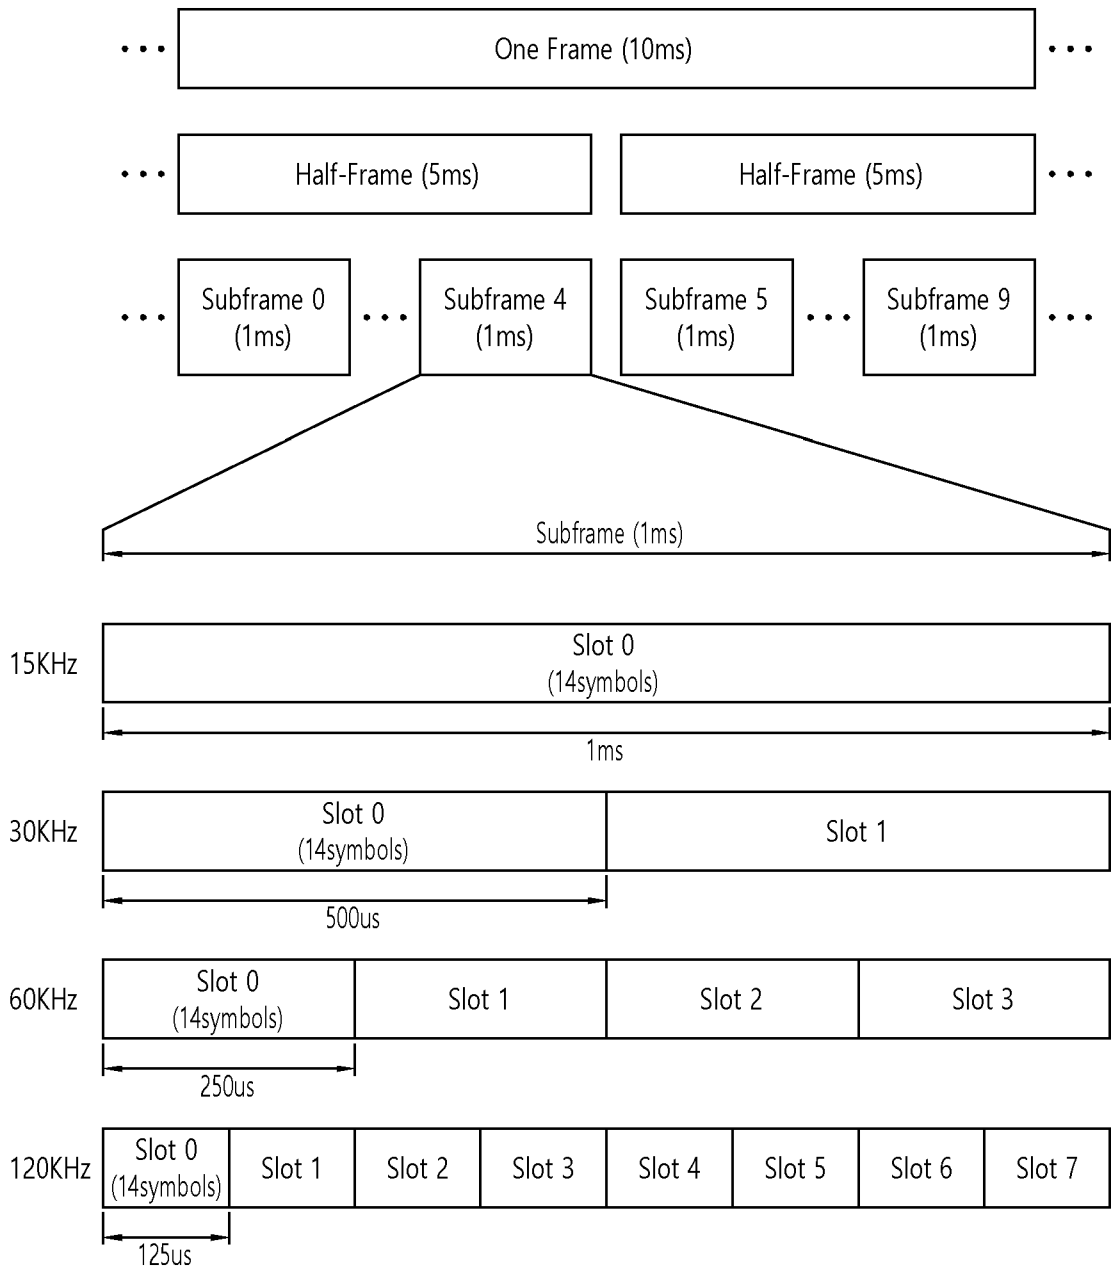 One Frame (10ms)
Half-Frame (5ms) Half-Frame (5ms)
Subframe 0 Subframe 4 Subframe 5 Subframe 9
(1ms) (1ms) (1ms) (1ms)
Subframe (1ms)
15KHz
Slot 0
(14symbols)
1ms
30KHz
Slot 0
(14symbols)
Slot 1
500us
60KHz
Slot 0
(14symbols)
Slot 1
Slot 2
Slot 3
250us
120KHz
Slot 0
(14symbols)
Slot 1
Slot 2
Slot 3
Slot 4
Slot 5
Slot 6
Slot 7
125us